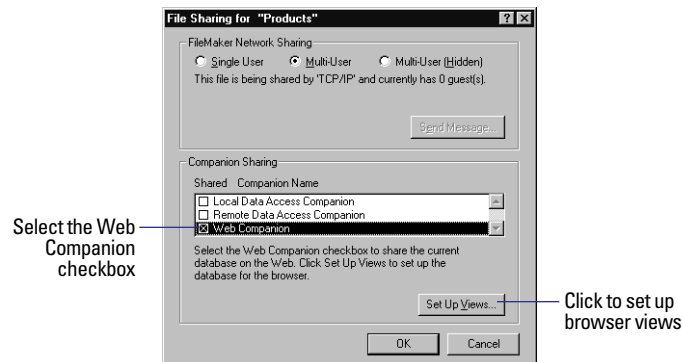 File Sharing for "Products"
FileMaker Network Sharing
Single User Multi-User Multi-User (Hidden)
This file is being shared by 'TCP/IP' and currently has 0 guest(s).
Send Message...
Companion Sharing
Shared Companion Name
Local Data Access Companion
Remote Data Access Companion
Web Companion
Select the Web
Companion
checkbox
Select the Web Companion checkbox to share the current
database on the Web. Click Set Up Views to set up the
database for the browser.
Set Up Views...
Click to set up
browser views
OK Cancel